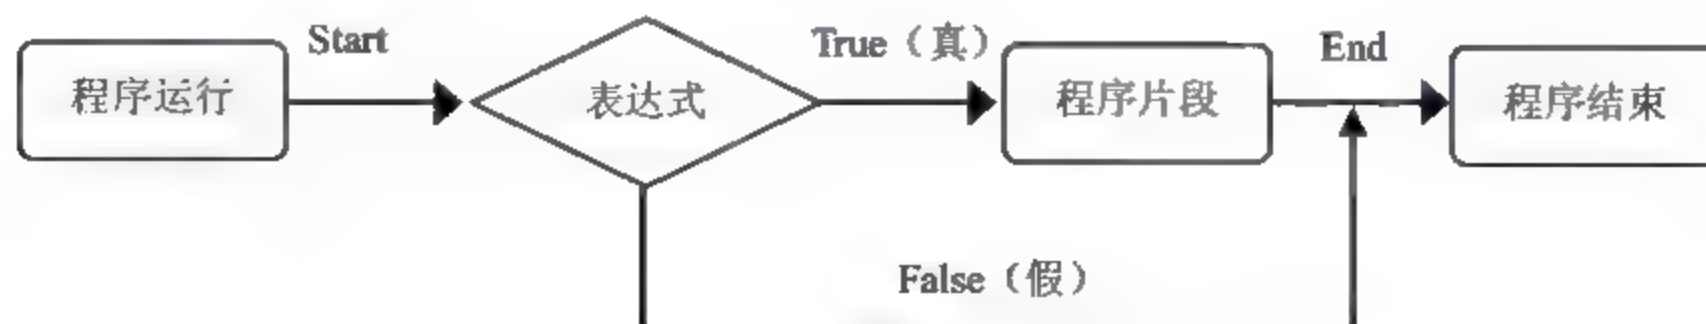 Start
True（真）
End
程序运行
表达式
程序片段
程序结束
False（假）